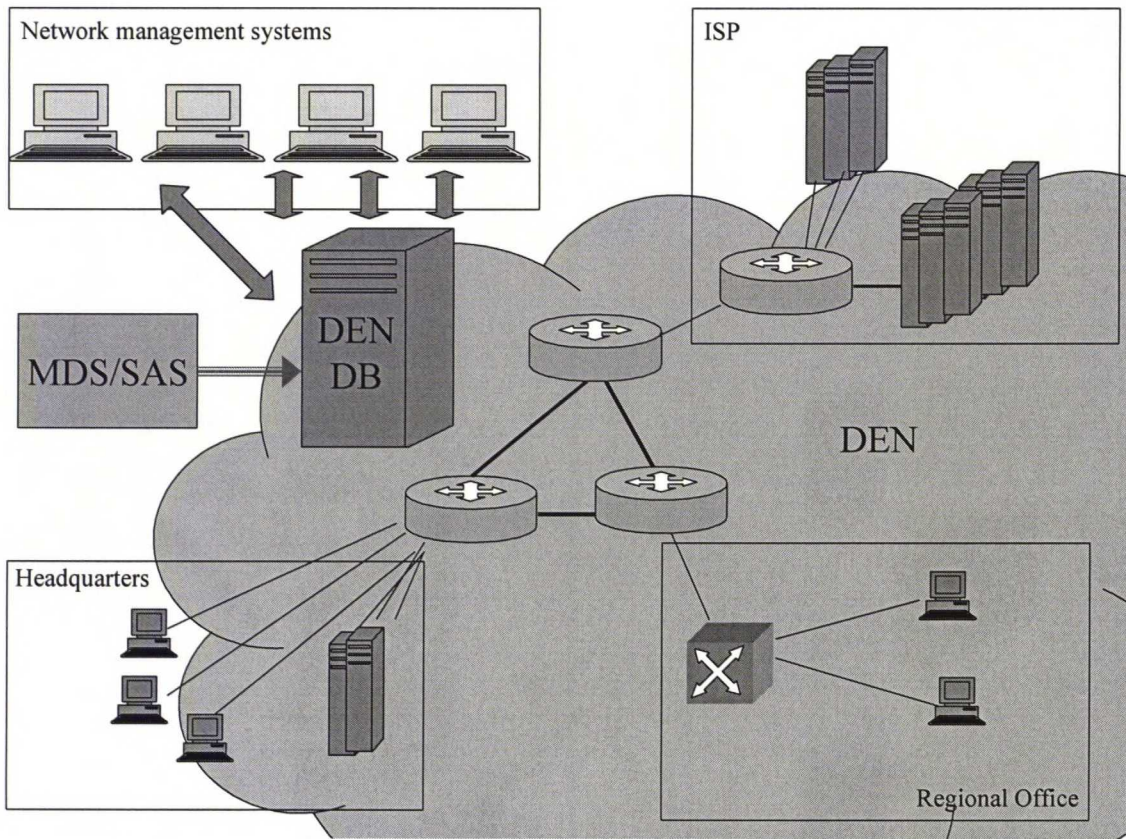 Network management systems
ISP
DEN
DB
MDS/SAS
DEN
Headquarters
Regional Office